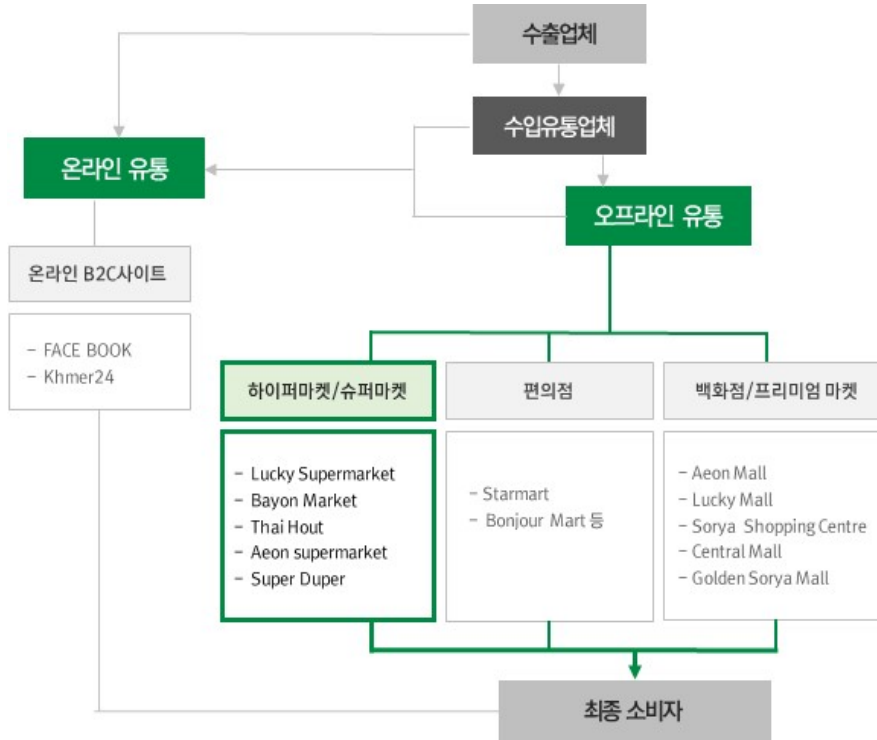 수출업체
수입유통업체
온라인 유통
오프라인 유통
온라인 B2C사이트
- FACE BOOK
- Khmer24
하이퍼마켓/슈퍼마켓
- Lucky Supermarket
- Bayon Market
- Thai Hout
- Aeon supermarket
- Super Duper
편의점
- Starmart
- Bonjour Mart 등
백화점/프리미엄 마켓
- Aeon Mall
- Lucky Mall
- Sorya Shopping Centre
- Central Mall
- Golden Sorya Mall
최종 소비자